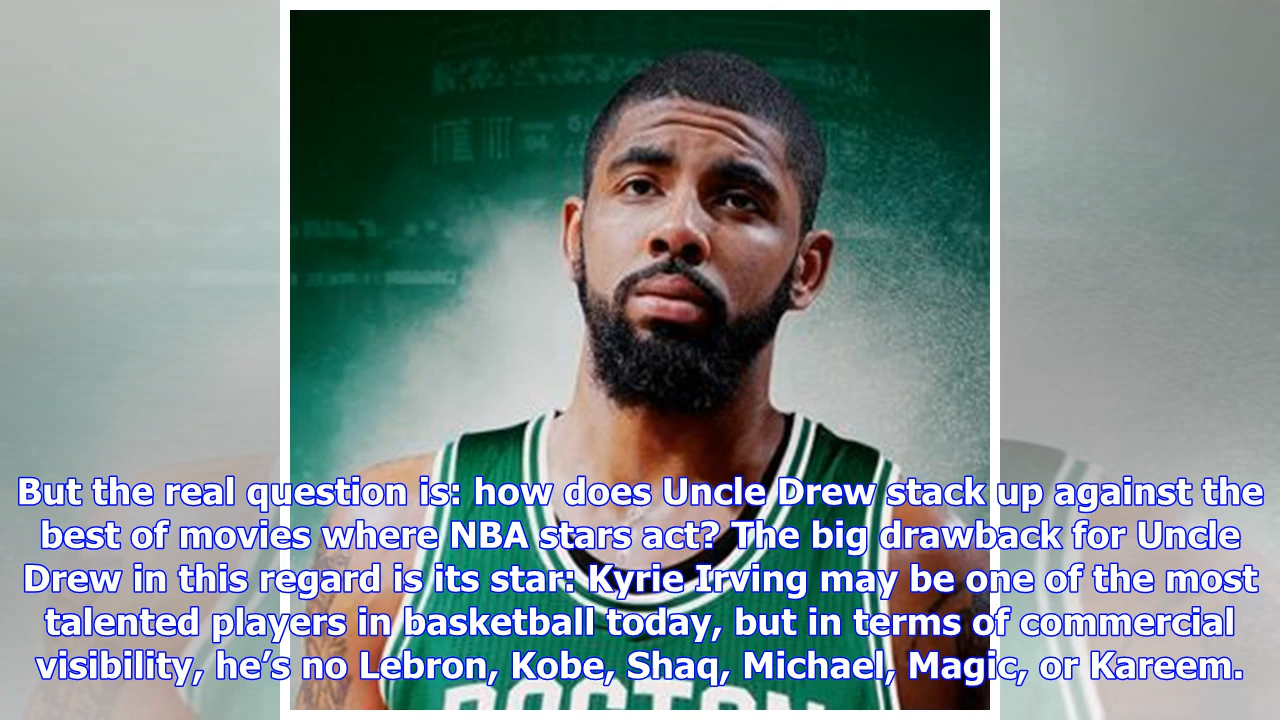 GARDEN
But the real question is: how does Uncle Drew stack up against the
best of movies where NBA stars act? The big drawback for Uncle
Drew in this regard is its star: Kyrie Irving may be one of the most
talented players in basketball today, but in terms of commercial
visibility, he’s no Lebron, Kobe, Shaq, Michael, Magic, or Kareem.
BOSTON